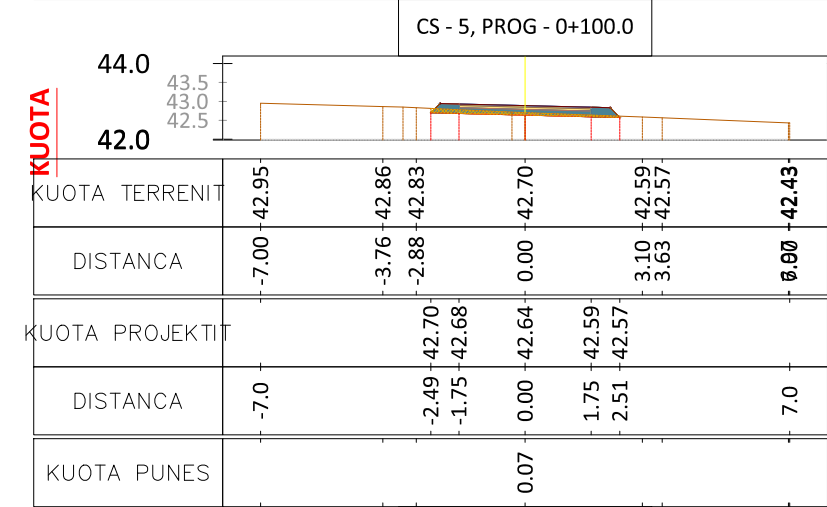 CS - 5, PROG - 0+100.0
KUOTA
44.0
43.5
43.0
42.5
42.0
KUOTA TERRENIT 42.95 42.86 42.83 42.70 42.59 42.57 42.43
DISTANCA -7.00 -3.76 -2.88 0.00 3.10 3.63
KUOTA PROJEKTIT 42.70 42.68 42.64 42.59 42.57
DISTANCA -7.0 -2.49 -1.75 0.00 1.75 2.51 7.0
KUOTA PUNES 0.07